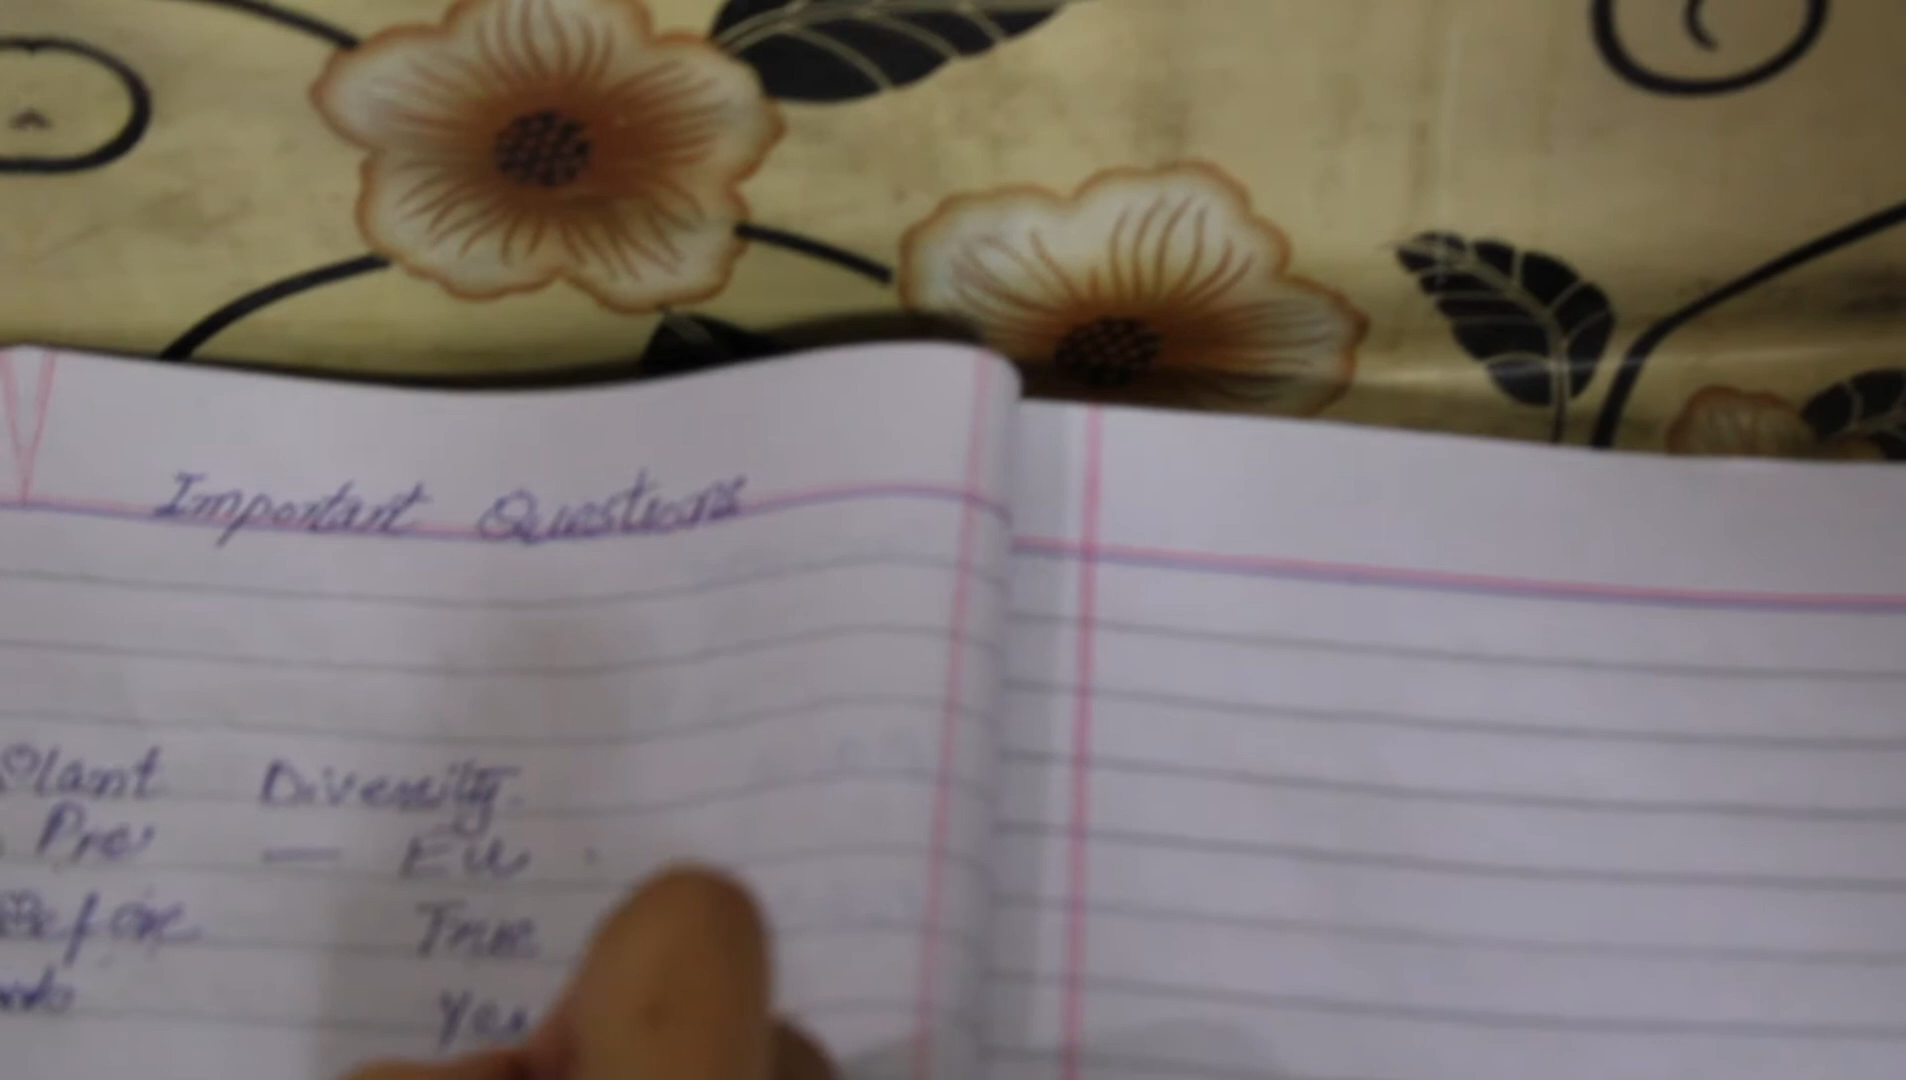 Important Questions
Plant Diversity.
Pre — Eu
Before True
Yes